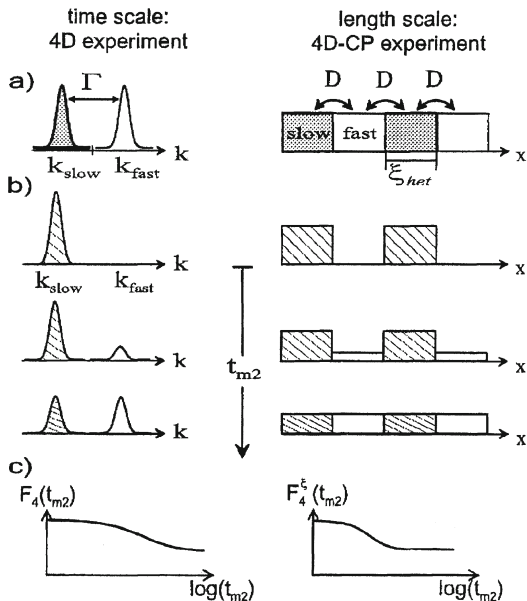 time scale:
4D experiment
length scale:
4D-CP experiment
a)
Γ
k_slow k_fast k
D D D
slow fast
ξ_het
x
b)
k_slow k_fast k
x
t_m2
k
x
k
x
c)
F_4(t_m2)
log(t_m2)
F_4^ξ(t_m2)
log(t_m2)